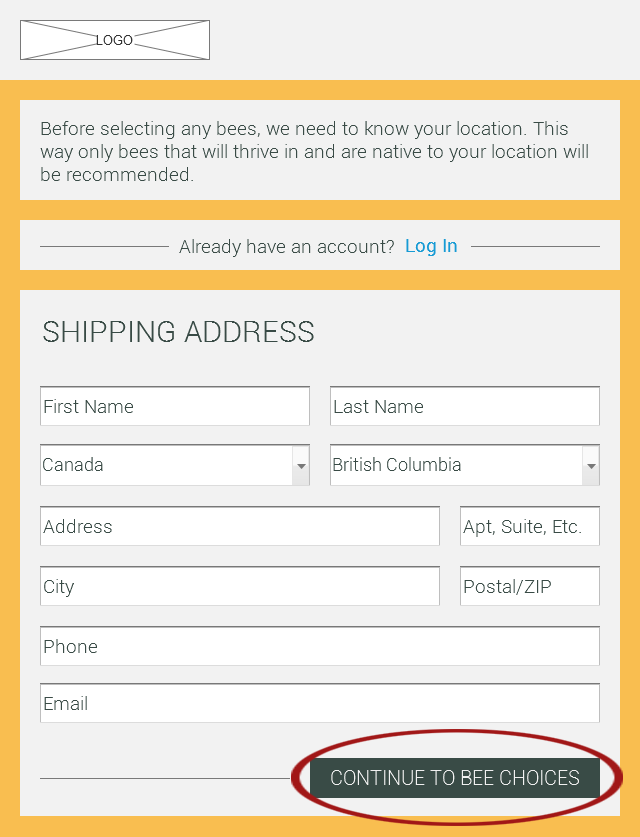 LOGO
Before selecting any bees, we need to know your location. This
way only bees that will thrive in and are native to your location will
be recommended.
Already have an account? Log In
SHIPPING ADDRESS
First Name
Last Name
Canada
British Columbia
Address
Apt, Suite, Etc.
City
Postal/ZIP
Phone
Email
CONTINUE TO BEE CHOICES